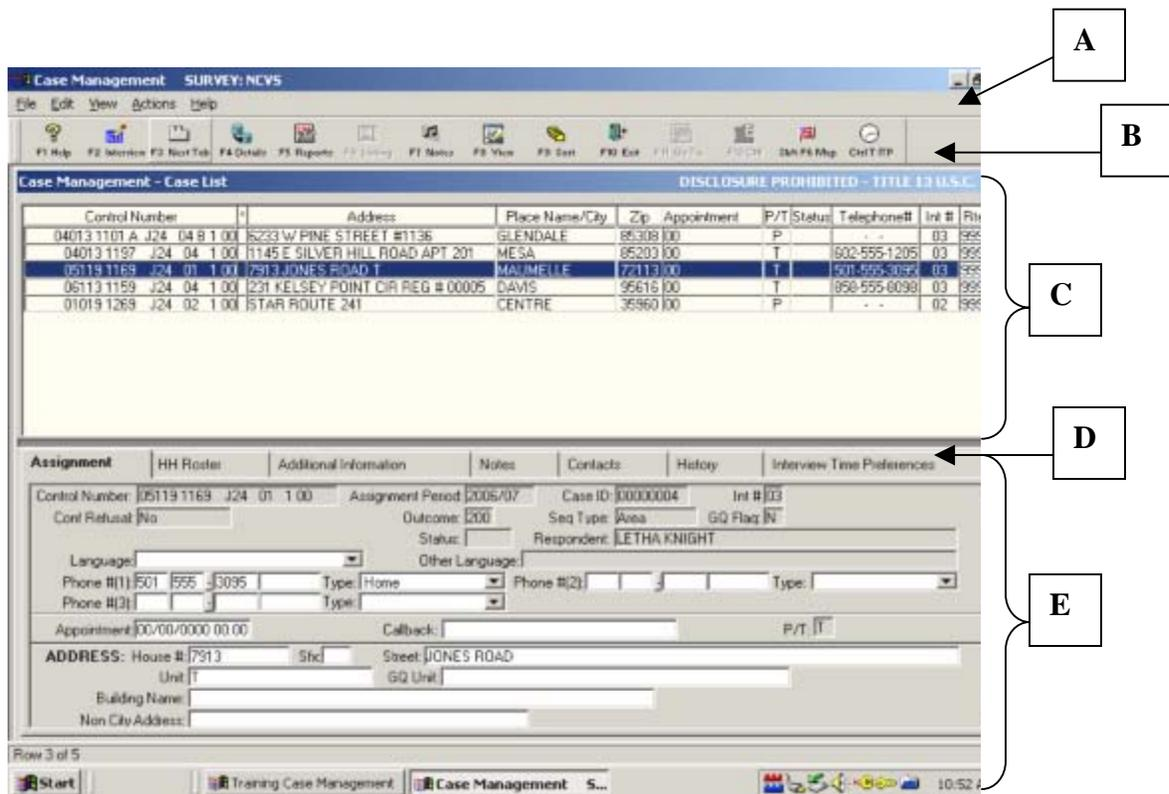 A
Case Management SURVEY: NCVS
File Edit View Actions Help
B
F1 Help F2 Interview F3 Next Tab F4 Details F5 Reports F7 Notes F8 View F9 Sort F10 Exit Shft F6 Map Ctrl T ITP
Case Management - Case List DISCLOSURE PROHIBITED - TITLE 13 U.S.C.
Control Number * Address Place Name/City Zip Appointment P/T Status Telephone# Int #
04013 1101 A J24 04 B 1 00 6233 W PINE STREET #1136 GLENDALE 85308 00 P - - 03 999
04013 1197 J24 04 1 00 1145 E SILVER HILL ROAD APT 201 MESA 85203 00 T 602-555-1205 03 999
05119 1169 J24 01 1 00 7913 JONES ROAD T MAUMELLE 72113 00 T 501-555-3095 03 999
06113 1159 J24 04 1 00 231 KELSEY POINT CIR REG # 00005 DAVIS 95616 00 T 858-555-8098 03 999
01019 1269 J24 02 1 00 STAR ROUTE 241 CENTRE 35960 00 P - - 02 999
C
D
Assignment HH Roster Additional Information Notes Contacts History Interview Time Preferences
Control Number: 05119 1169 J24 01 1 00 Assignment Period: 2006/07 Case ID: 00000004 Int #: 03
Conf Refusal: No Outcome: 200 Seq Type: Area GQ Flag: N
Status: Respondent: LETHA KNIGHT
Language: Other Language:
Phone #(1): 501 555 - 3095 Type: Home Phone #(2): - Type:
Phone #(3): - Type:
E
Appointment: 00/00/0000 00:00 Callback: P/T: T
ADDRESS: House #: 7913 Sfx: Street: JONES ROAD
Unit: T GQ Unit:
Building Name:
Non City Address:
Row 3 of 5
Start Training Case Management Case Management S... 10:52 A